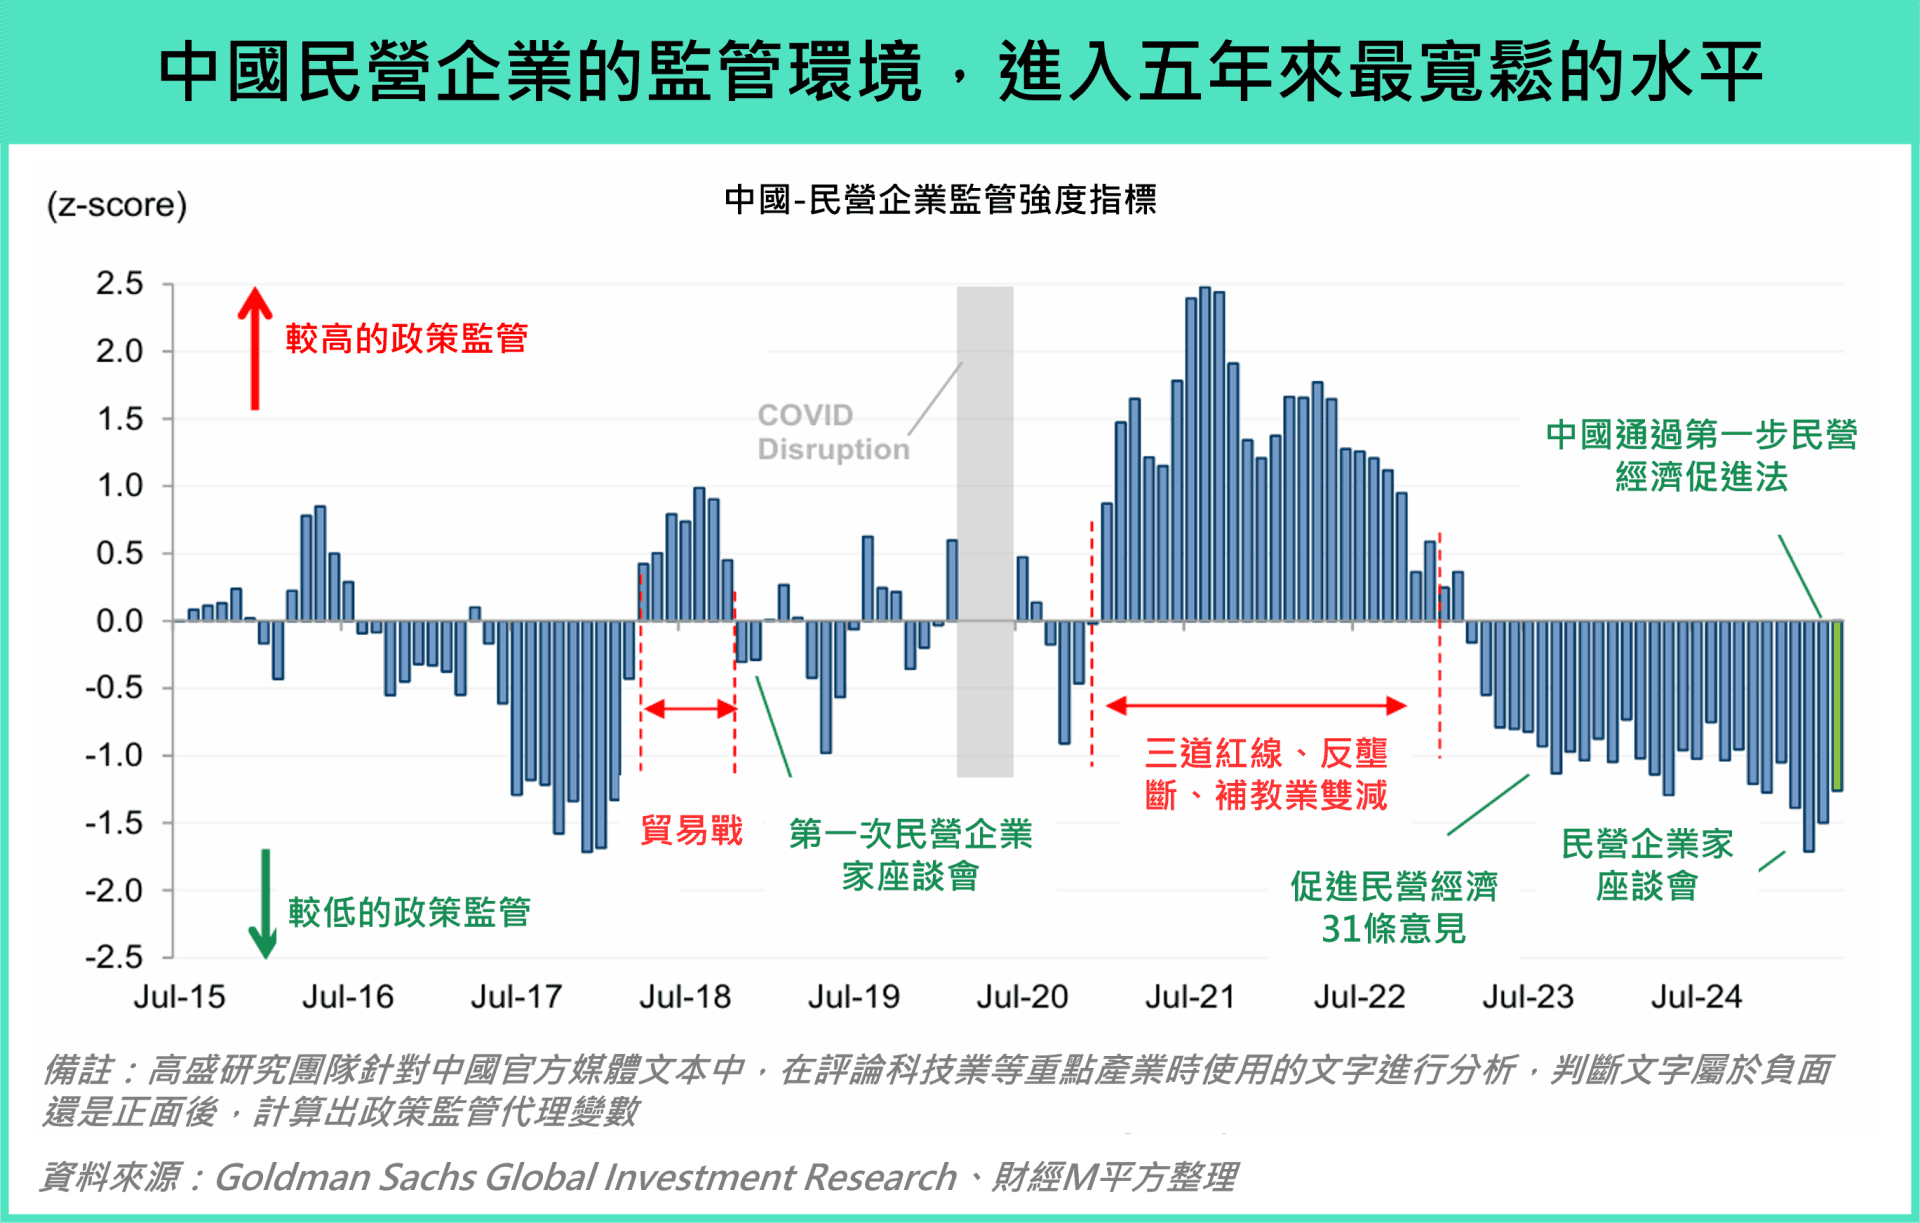 中國民營企業的監管環境，進入五年來最寬鬆的水平
(z-score)
中國-民營企業監管強度指標
2.5
2.0
1.5
1.0
0.5
0.0
-0.5
-1.0
-1.5
-2.0
-2.5
較高的政策監管
COVID
Disruption
中國通過第一步民營
經濟促進法
三道紅線、反壟
斷、補教業雙減
貿易戰
第一次民營企業
家座談會
促進民營經濟
31條意見
民營企業家
座談會
較低的政策監管
Jul-15
Jul-16
Jul-17
Jul-18
Jul-19
Jul-20
Jul-21
Jul-22
Jul-23
Jul-24
備註：高盛研究團隊針對中國官方媒體文本中，在評論科技業等重點產業時使用的文字進行分析，判斷文字屬於負面
還是正面後，計算出政策監管代理變數
資料來源：Goldman Sachs Global Investment Research、財經M平方整理